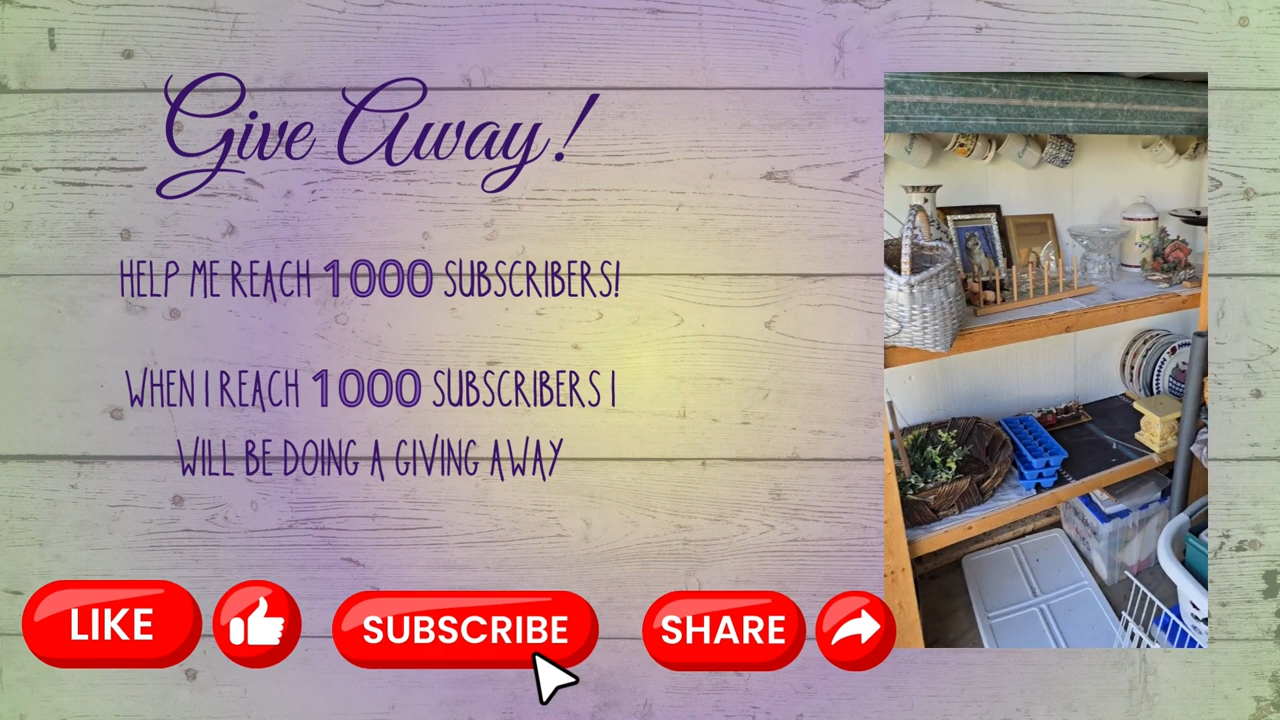 Give Away!
HELP ME REACH 1000 SUBSCRIBERS!
WHEN I REACH 1000 SUBSCRIBERS I
WILL BE DOING A GIVING AWAY
LIKE
SUBSCRIBE
SHARE